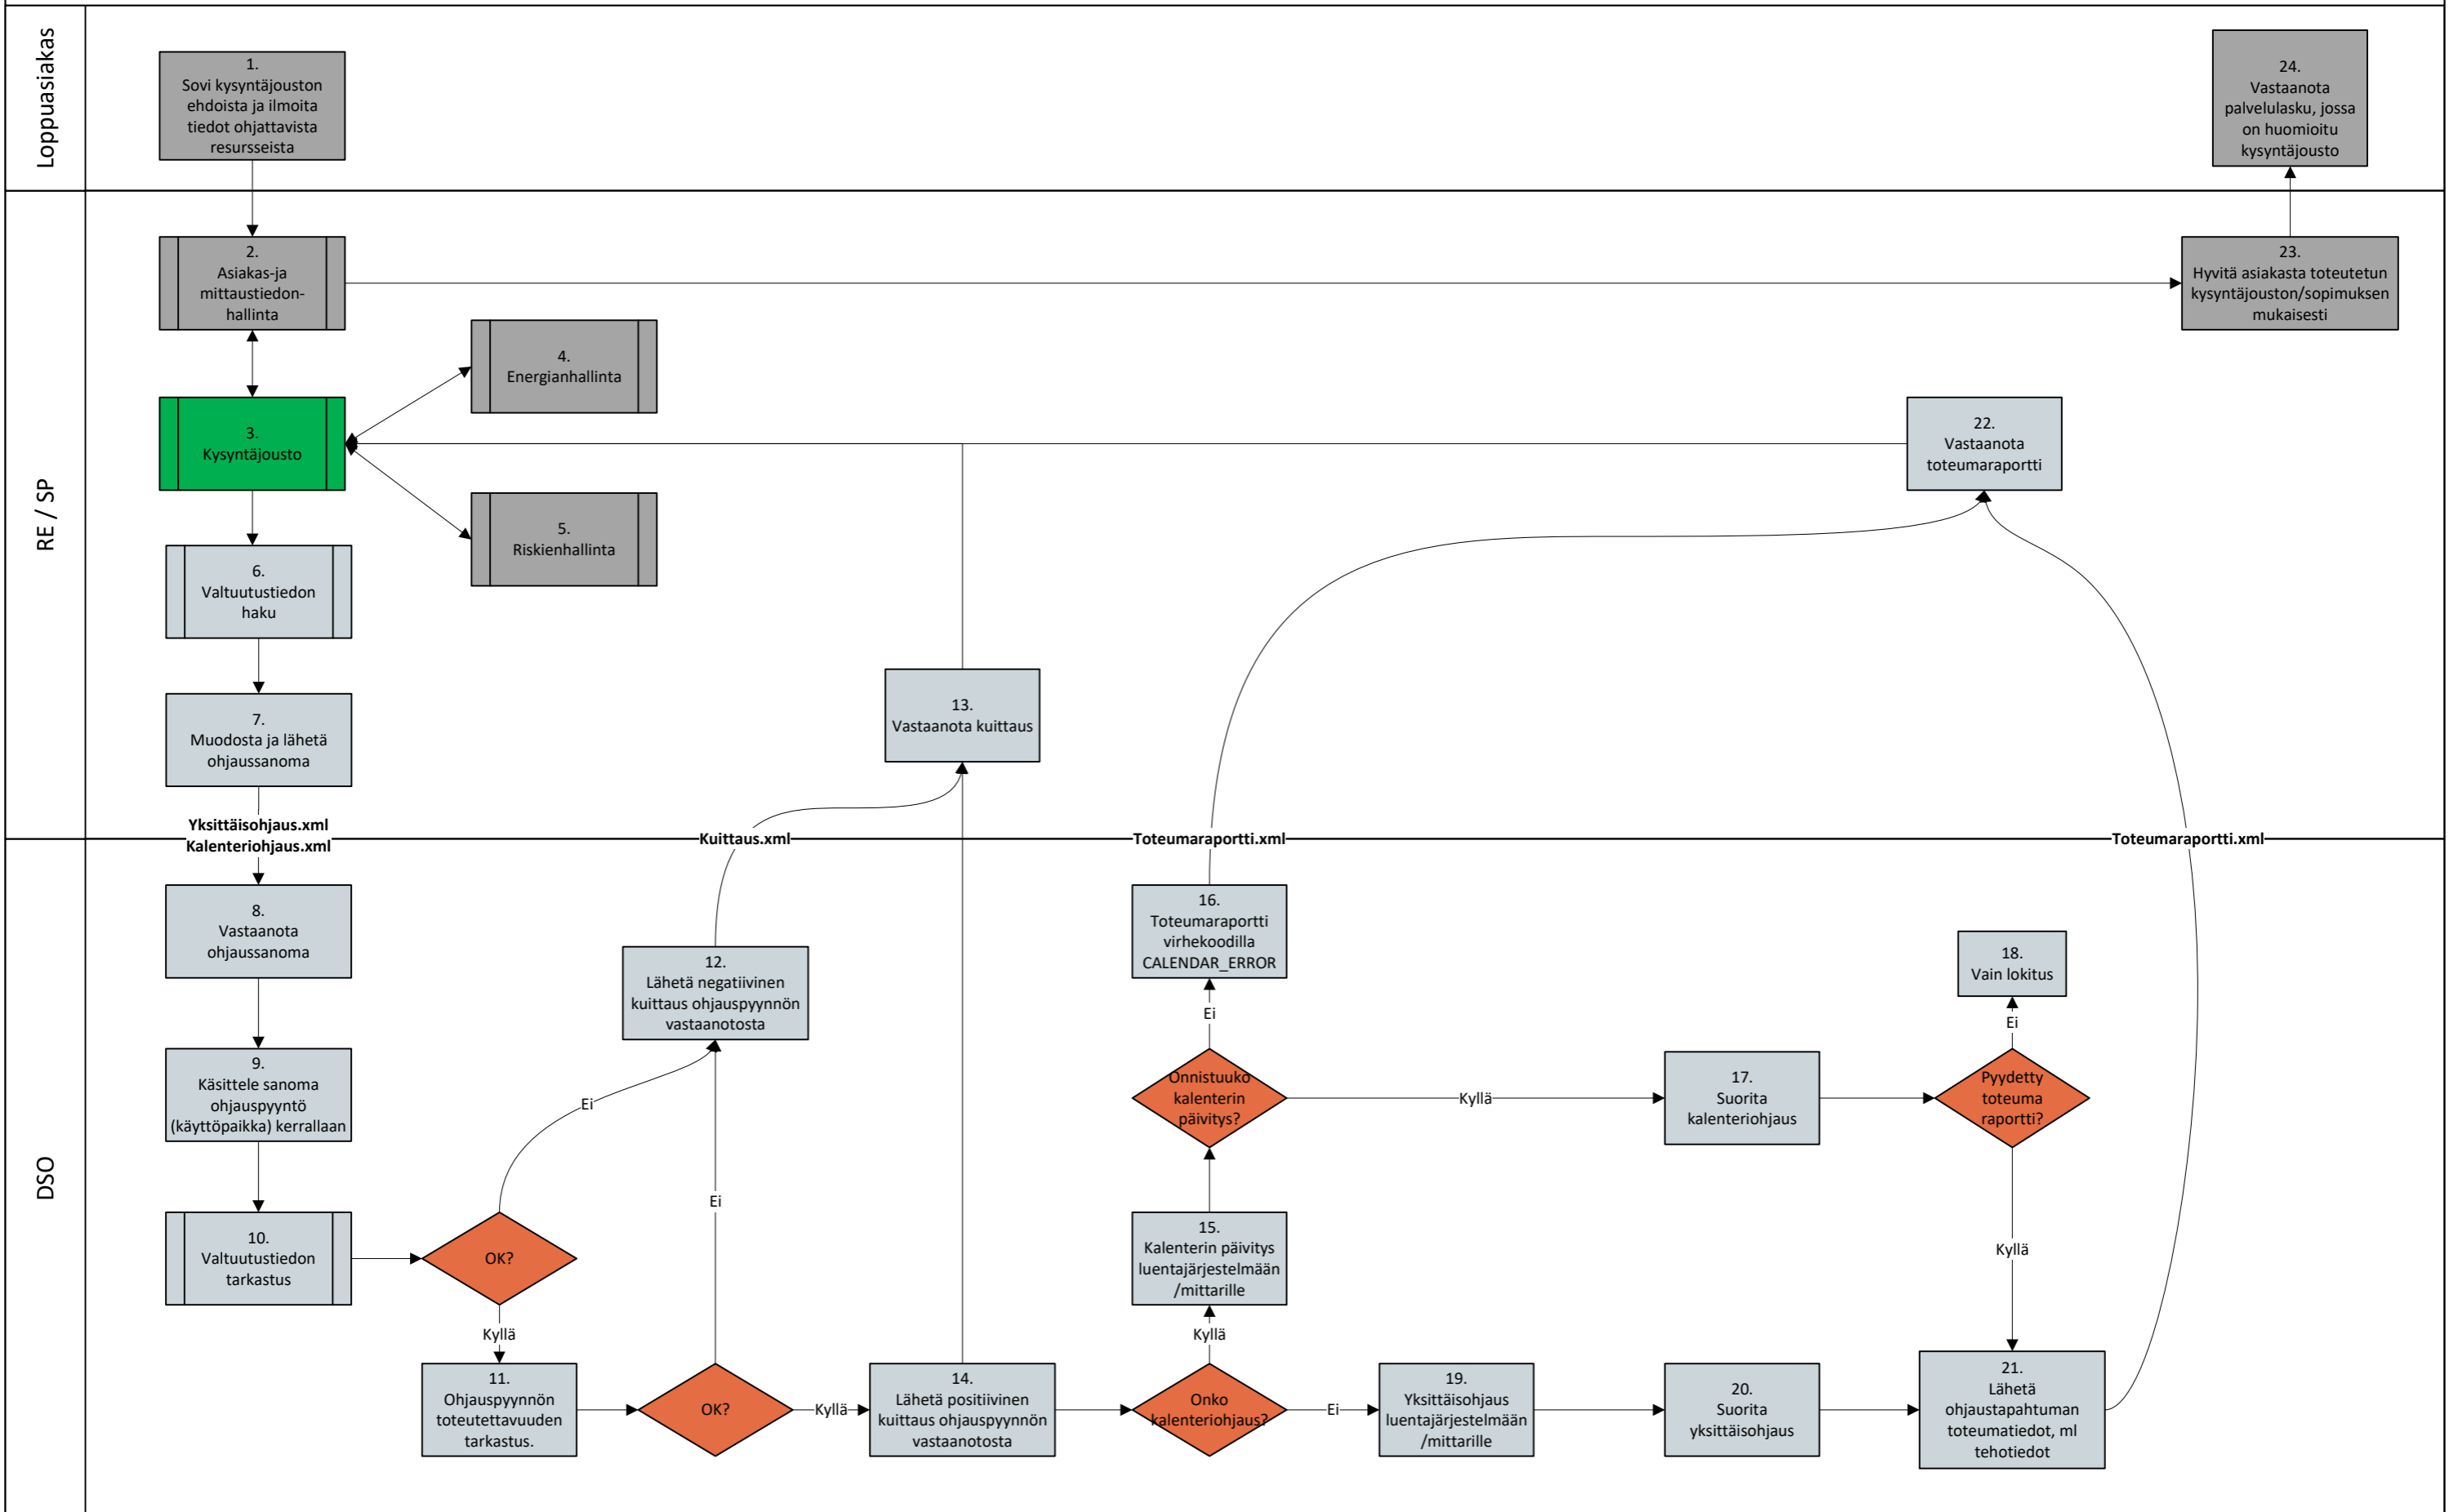 Loppuasiakas
1.
Sovi kysyntäjouston
ehdoista ja ilmoita
tiedot ohjattavista
resursseista
24.
Vastaanota
palvelulasku, jossa
on huomioitu
kysyntäjousto
RE / SP
2.
Asiakas-ja
mittaustiedon-
hallinta
23.
Hyvitä asiakasta toteutetun
kysyntäjouston/sopimuksen
mukaisesti
3.
Kysyntäjousto
4.
Energianhallinta
5.
Riskienhallinta
22.
Vastaanota
toteumaraportti
6.
Valtuutustiedon
haku
7.
Muodosta ja lähetä
ohjaussanoma
13.
Vastaanota kuittaus
Yksittäisohjaus.xml
Kalenteriohjaus.xml
Kuittaus.xml
Toteumaraportti.xml
Toteumaraportti.xml
DSO
8.
Vastaanota
ohjaussanoma
9.
Käsittele sanoma
ohjauspyyntö
(käyttöpaikka) kerrallaan
10.
Valtuutustiedon
tarkastus
OK?
Ei
Kyllä
11.
Ohjauspyynnön
toteutettavuuden
tarkastus.
OK?
Ei
Kyllä
12.
Lähetä negatiivinen
kuittaus ohjauspyynnön
vastaanotosta
14.
Lähetä positiivinen
kuittaus ohjauspyynnön
vastaanotosta
Onko
kalenteriohjaus?
Kyllä
Ei
15.
Kalenterin päivitys
luentajärjestelmään
/mittarille
Onnistuuko
kalenterin
päivitys?
Ei
Kyllä
16.
Toteumaraportti
virhekoodilla
CALENDAR_ERROR
17.
Suorita
kalenteriohjaus
Pyydetty
toteuma
raportti?
Ei
Kyllä
18.
Vain lokitus
19.
Yksittäisohjaus
luentajärjestelmään
/mittarille
20.
Suorita
yksittäisohjaus
21.
Lähetä
ohjaustapahtuman
toteumatiedot, ml
tehotiedot